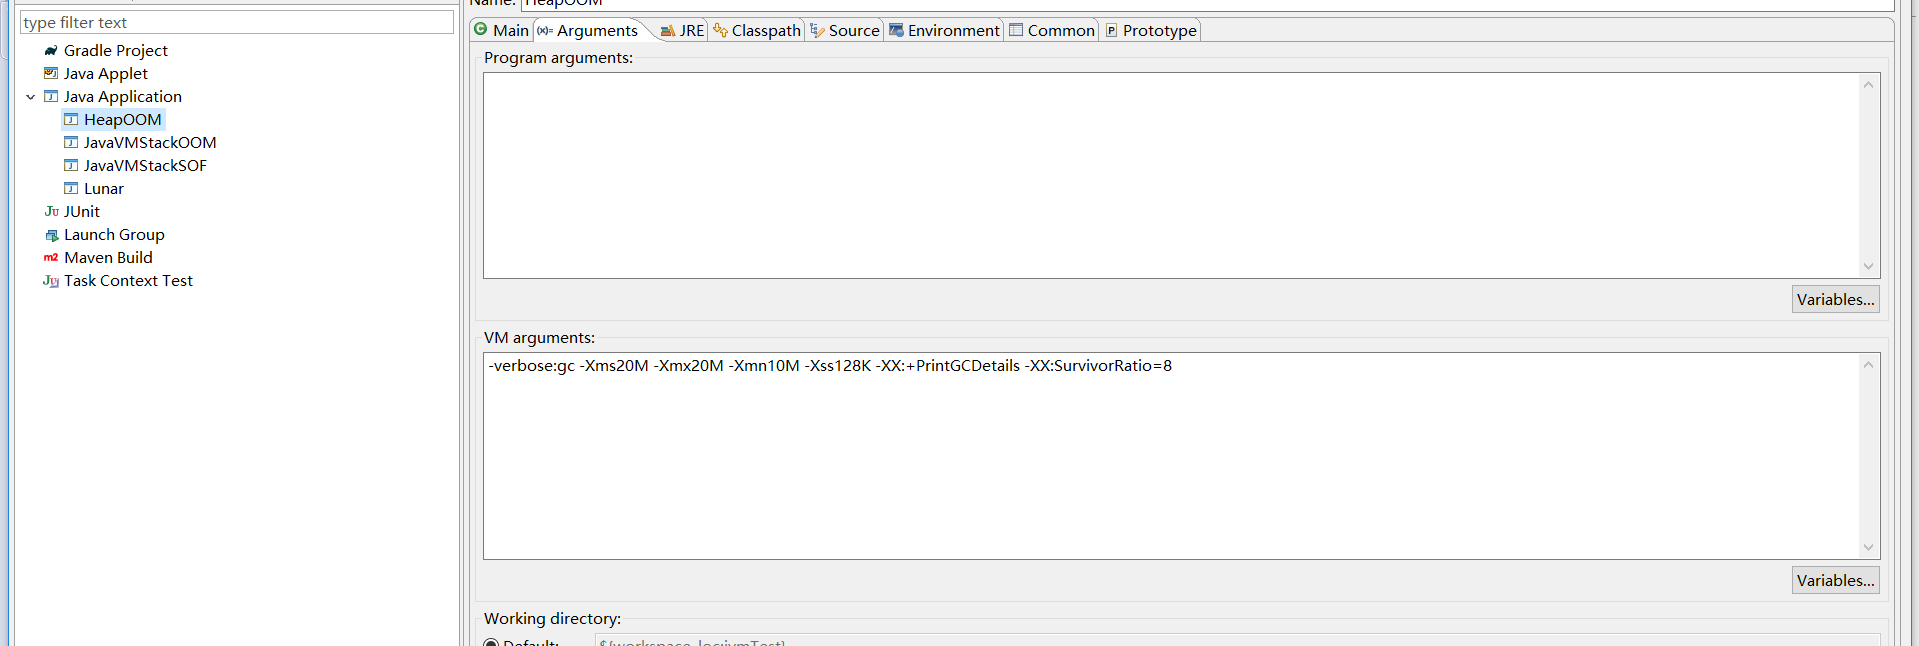 Name: HeapOOM
type filter text
Gradle Project
Java Applet
Java Application
HeapOOM
JavaVMStackOOM
JavaVMStackSOF
Lunar
JUnit
Launch Group
Maven Build
Task Context Test
Main
Arguments
JRE
Classpath
Source
Environment
Common
Prototype
Program arguments:
Variables...
VM arguments:
-verbose:gc -Xms20M -Xmx20M -Xmn10M -Xss128K -XX:+PrintGCDetails -XX:SurvivorRatio=8
Variables...
Working directory:
Default:
${workspace_loc:jvmTest}